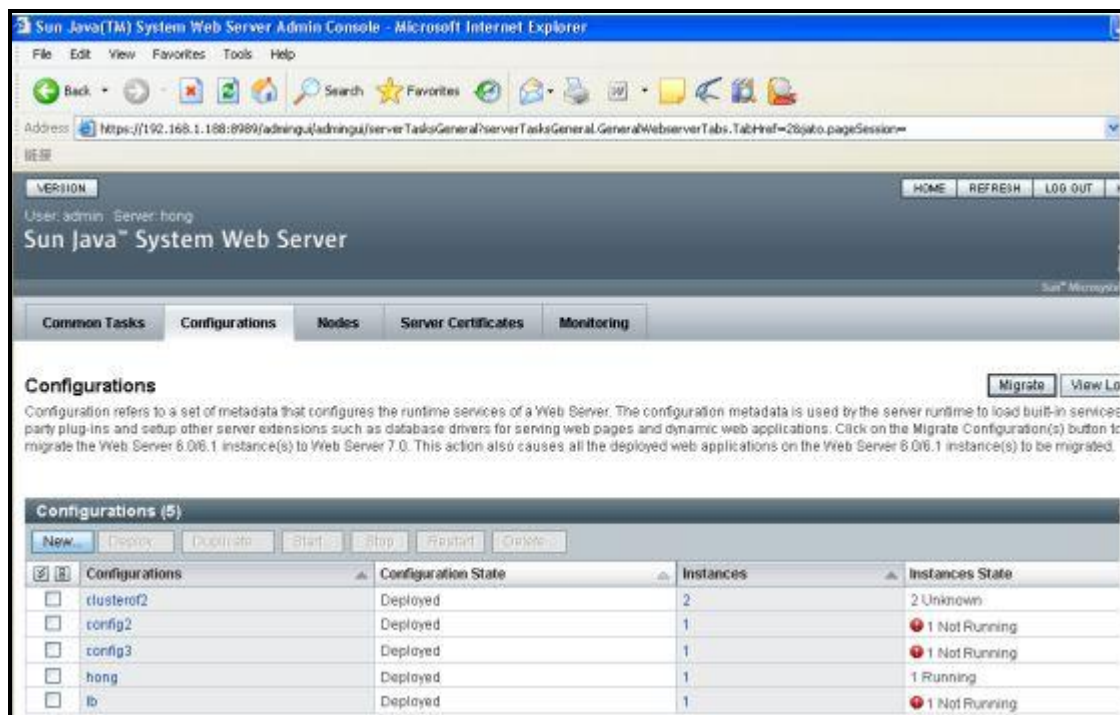 Sun Java(TM) System Web Server Admin Console - Microsoft Internet Explorer
File Edit View Favorites Tools Help
Back Search Favorites
Address https://192.168.1.188:8989/admingui/admingui/serverTasksGeneral?serverTasksGeneral.GeneralWebserverTabs.TabHref=2&jato.pageSession=
链接
VERSION HOME REFRESH LOG OUT
User: admin Server: hong
Sun Java™ System Web Server
Sun™ Microsyste
Common Tasks Configurations Nodes Server Certificates Monitoring
Configurations Migrate View Lo
Configuration refers to a set of metadata that configures the runtime services of a Web Server. The configuration metadata is used by the server runtime to load built-in services
party plug-ins and setup other server extensions such as database drivers for serving web pages and dynamic web applications. Click on the Migrate Configuration(s) button to
migrate the Web Server 6.0/6.1 instance(s) to Web Server 7.0. This action also causes all the deployed web applications on the Web Server 6.0/6.1 instance(s) to be migrated.
Configurations (5)
New... Deploy... Duplicate... Start... Stop Restart Delete...
Configurations Configuration State Instances Instances State
clusterof2 Deployed 2 2 Unknown
config2 Deployed 1 1 Not Running
config3 Deployed 1 1 Not Running
hong Deployed 1 1 Running
lb Deployed 1 1 Not Running